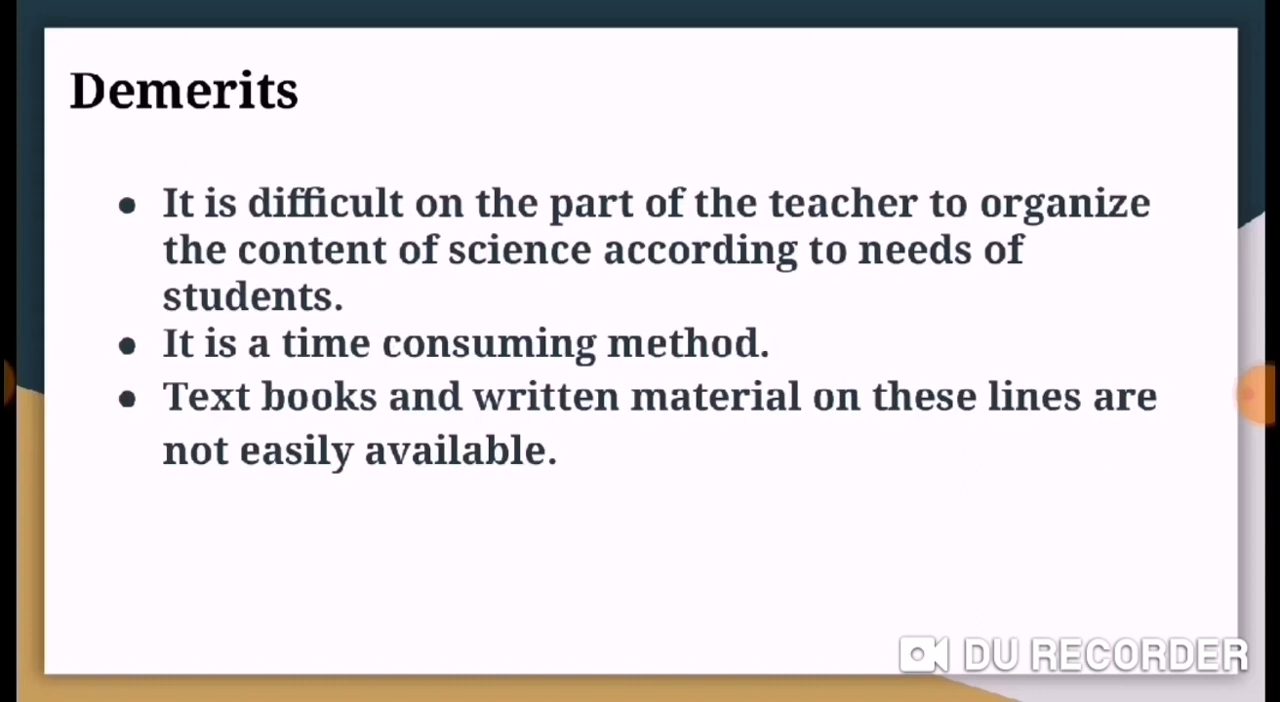 Demerits
● It is difficult on the part of the teacher to organize
the content of science according to needs of
students.
● It is a time consuming method.
● Text books and written material on these lines are
not easily available.
DU RECORDER